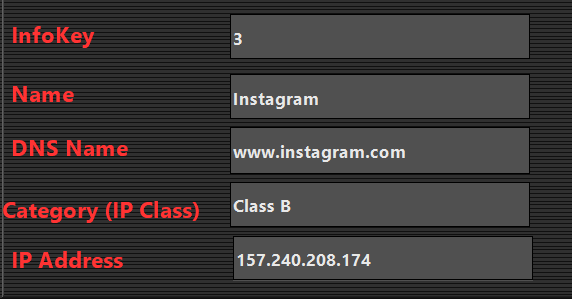 InfoKey 3
Name Instagram
DNS Name www.instagram.com
Category (IP Class) Class B
IP Address 157.240.208.174